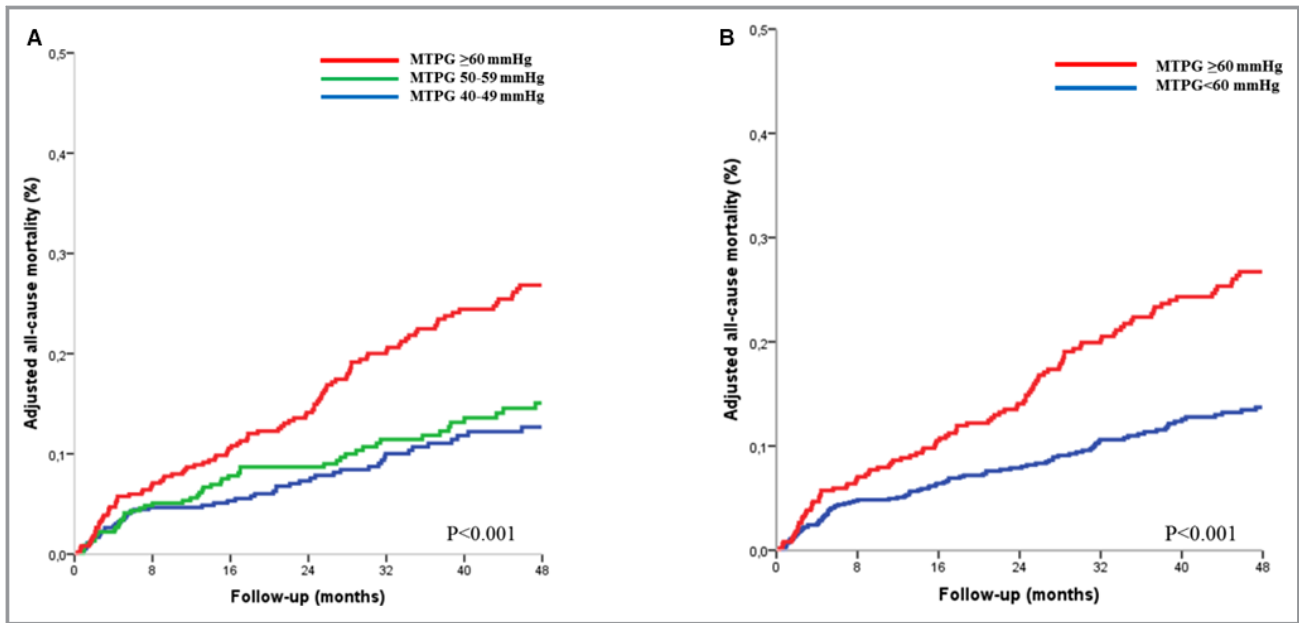 A
MTPG ≥60 mmHg
MTPG 50-59 mmHg
MTPG 40-49 mmHg
Adjusted all-cause mortality (%)
0,5
0,4
0,3
0,2
0,1
0,0
P<0.001
0 8 16 24 32 40 48
Follow-up (months)
B
MTPG ≥60 mmHg
MTPG<60 mmHg
Adjusted all-cause mortality (%)
0,5
0,4
0,3
0,2
0,1
0,0
P<0.001
0 8 16 24 32 40 48
Follow-up (months)